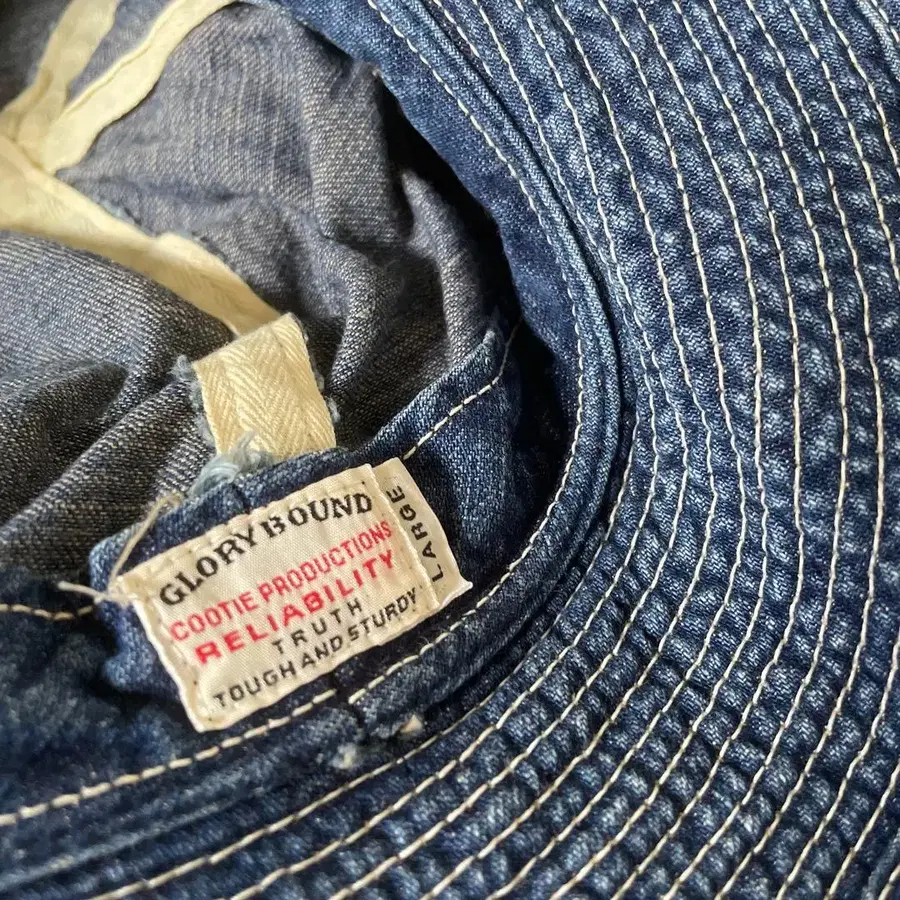 GLORY BOUND
COOTIE PRODUCTIONS
RELIABILITY
TRUTH
TOUGH AND STURDY
LARGE